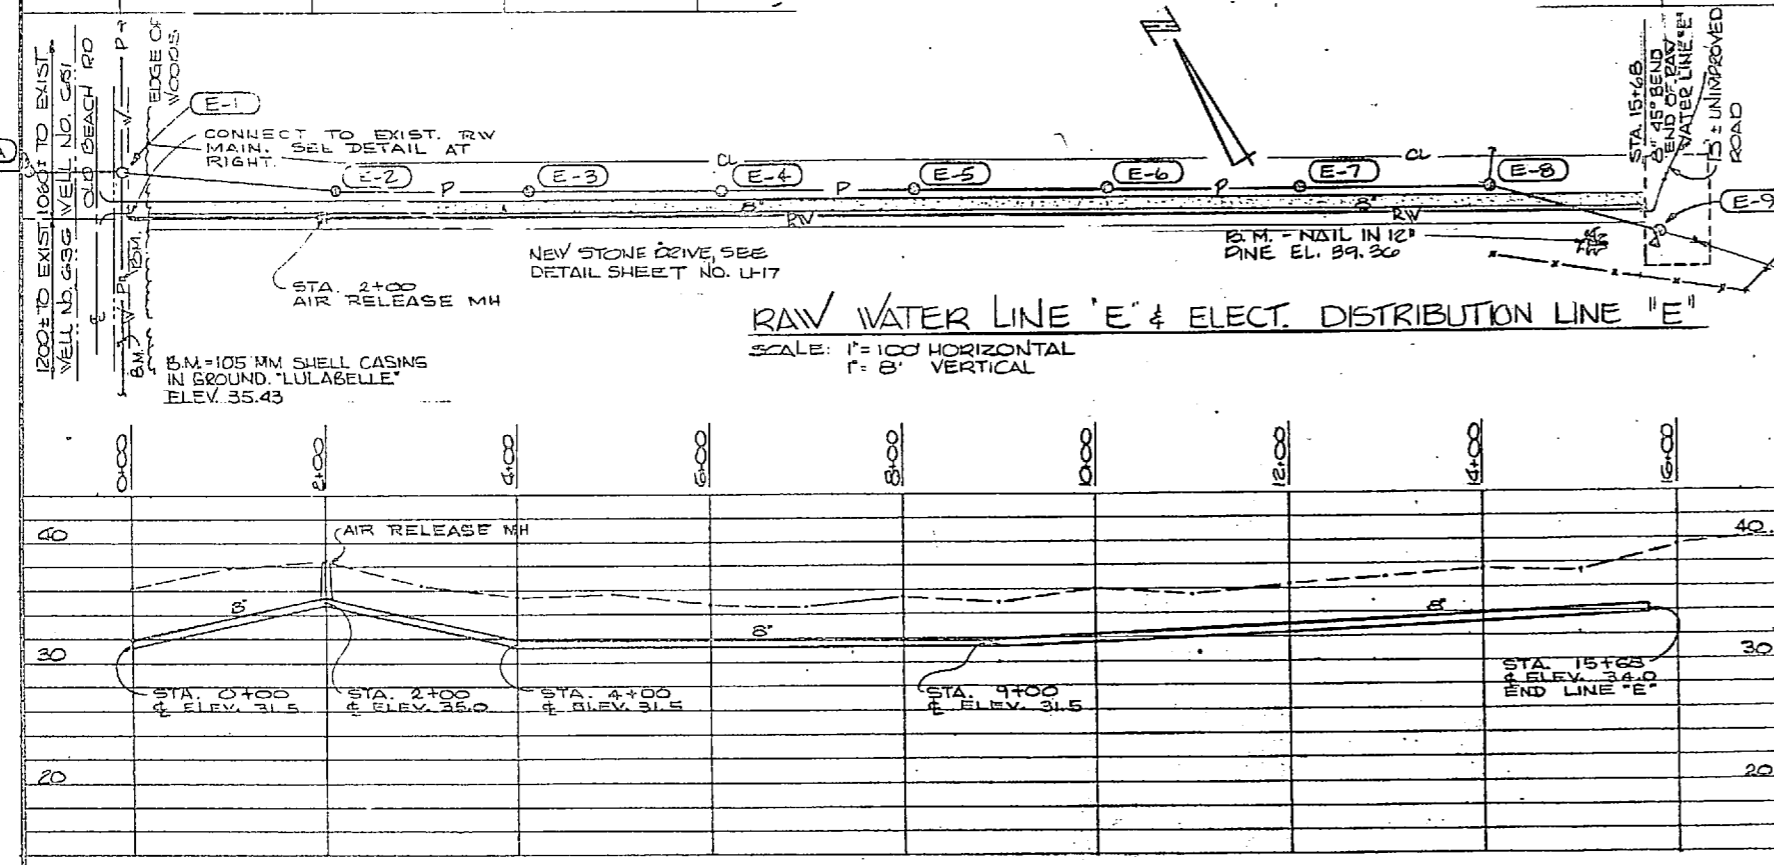 1200± TO EXIST.
WELL NO. 636
1060± TO EXIST.
WELL NO.
OLD BEACH RD
P
W
EDGE OF
WOODS
E-1
CONNECT TO EXIST. RW
MAIN. SEE DETAIL AT
RIGHT.
E-2
P
E-3
E-4
P
E-5
E-6
P
E-7
E-8
E-9
CL
CL
8"
RW
8"
RW
STA. 15+68
8" 45° BEND
END OF RAW
WATER LINE "E"
13'± UNIMPROVED
ROAD
B.M. - NAIL IN 12"
PINE EL. 39.36
NEW STONE DRIVE, SEE
DETAIL SHEET NO. U-17
STA. 2+00
AIR RELEASE MH
B.M.
B.M.
B.M. = 105 MM SHELL CASING
IN GROUND. "LULABELLE"
ELEV. 35.43
RAW WATER LINE "E" & ELECT. DISTRIBUTION LINE "E"
SCALE: 1" = 100' HORIZONTAL
1" = 8' VERTICAL
0+00
2+00
4+00
6+00
8+00
10+00
12+00
14+00
16+00
40
40
AIR RELEASE MH
8"
8"
8"
30
30
STA. 0+00
℄ ELEV. 31.5
STA. 2+00
℄ ELEV. 35.0
STA. 4+00
℄ ELEV. 31.5
STA. 9+00
℄ ELEV. 31.5
STA. 15+68
℄ ELEV. 34.0
END LINE "E"
20
20